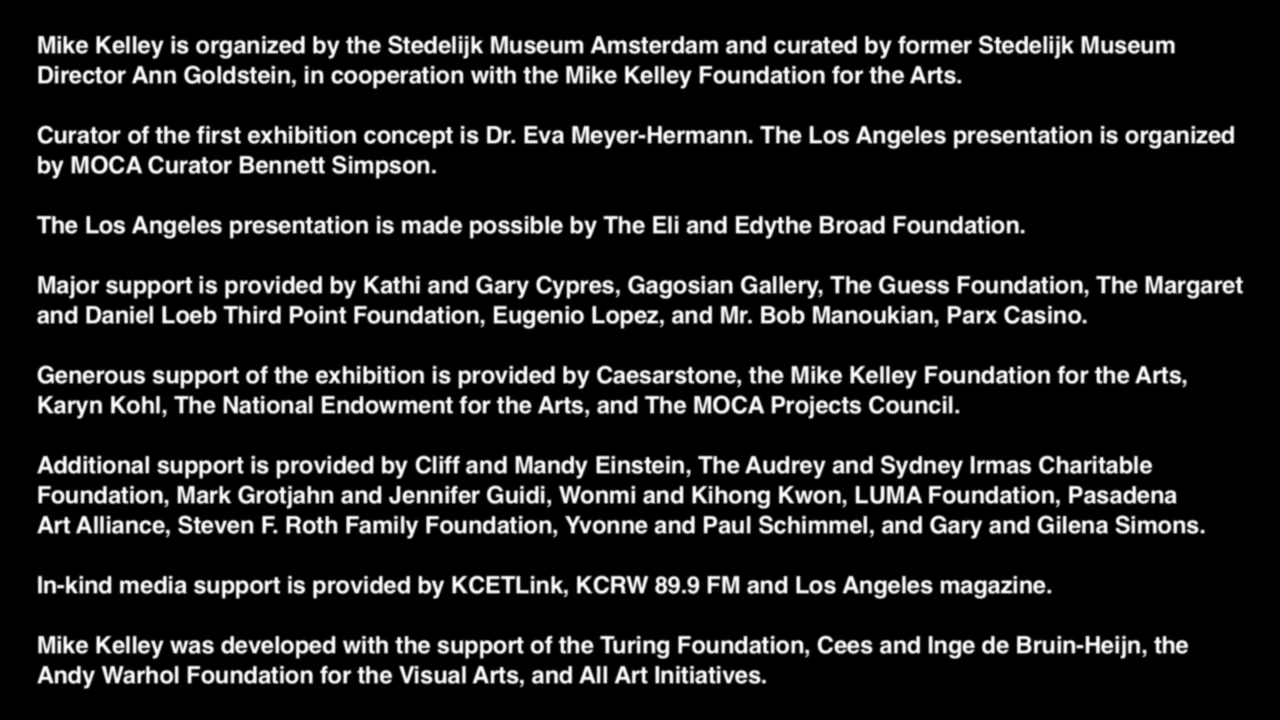 Mike Kelley is organized by the Stedelijk Museum Amsterdam and curated by former Stedelijk Museum
Director Ann Goldstein, in cooperation with the Mike Kelley Foundation for the Arts.
Curator of the first exhibition concept is Dr. Eva Meyer-Hermann. The Los Angeles presentation is organized
by MOCA Curator Bennett Simpson.
The Los Angeles presentation is made possible by The Eli and Edythe Broad Foundation.
Major support is provided by Kathi and Gary Cypres, Gagosian Gallery, The Guess Foundation, The Margaret
and Daniel Loeb Third Point Foundation, Eugenio Lopez, and Mr. Bob Manoukian, Parx Casino.
Generous support of the exhibition is provided by Caesarstone, the Mike Kelley Foundation for the Arts,
Karyn Kohl, The National Endowment for the Arts, and The MOCA Projects Council.
Additional support is provided by Cliff and Mandy Einstein, The Audrey and Sydney Irmas Charitable
Foundation, Mark Grotjahn and Jennifer Guidi, Wonmi and Kihong Kwon, LUMA Foundation, Pasadena
Art Alliance, Steven F. Roth Family Foundation, Yvonne and Paul Schimmel, and Gary and Gilena Simons.
In-kind media support is provided by KCETLink, KCRW 89.9 FM and Los Angeles magazine.
Mike Kelley was developed with the support of the Turing Foundation, Cees and Inge de Bruin-Heijn, the
Andy Warhol Foundation for the Visual Arts, and All Art Initiatives.